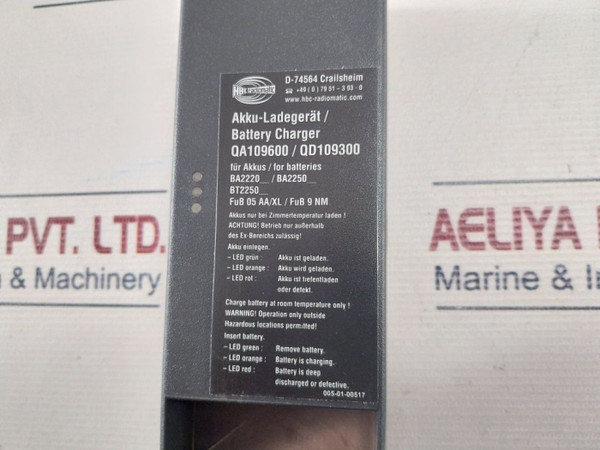 D-74564 Crailsheim
HBC-radiomatic
☎ +49 (0) 79 51 – 3 93 - 0
www.hbc-radiomatic.com
Akku-Ladegerät /
Battery Charger
QA109600 / QD109300
für Akkus / for batteries
BA2220__ / BA2250__
BT2250__
FuB 05 AA/XL / FuB 9 NM
Akkus nur bei Zimmertemperatur laden !
ACHTUNG! Betrieb nur außerhalb
des Ex-Bereichs zulässig!
Akku einlegen.
– LED grün : Akku ist geladen.
– LED orange : Akku wird geladen.
– LED rot : Akku ist tiefentladen
oder defekt.
Charge battery at room temperature only !
WARNING! Operation only outside
Hazardous locations permitted!
Insert battery.
– LED green : Remove battery.
– LED orange : Battery is charging.
– LED red : Battery is deep
discharged or defective.
005-01-00517
PVT. LTD.
& Machinery
AELIYA
Marine &